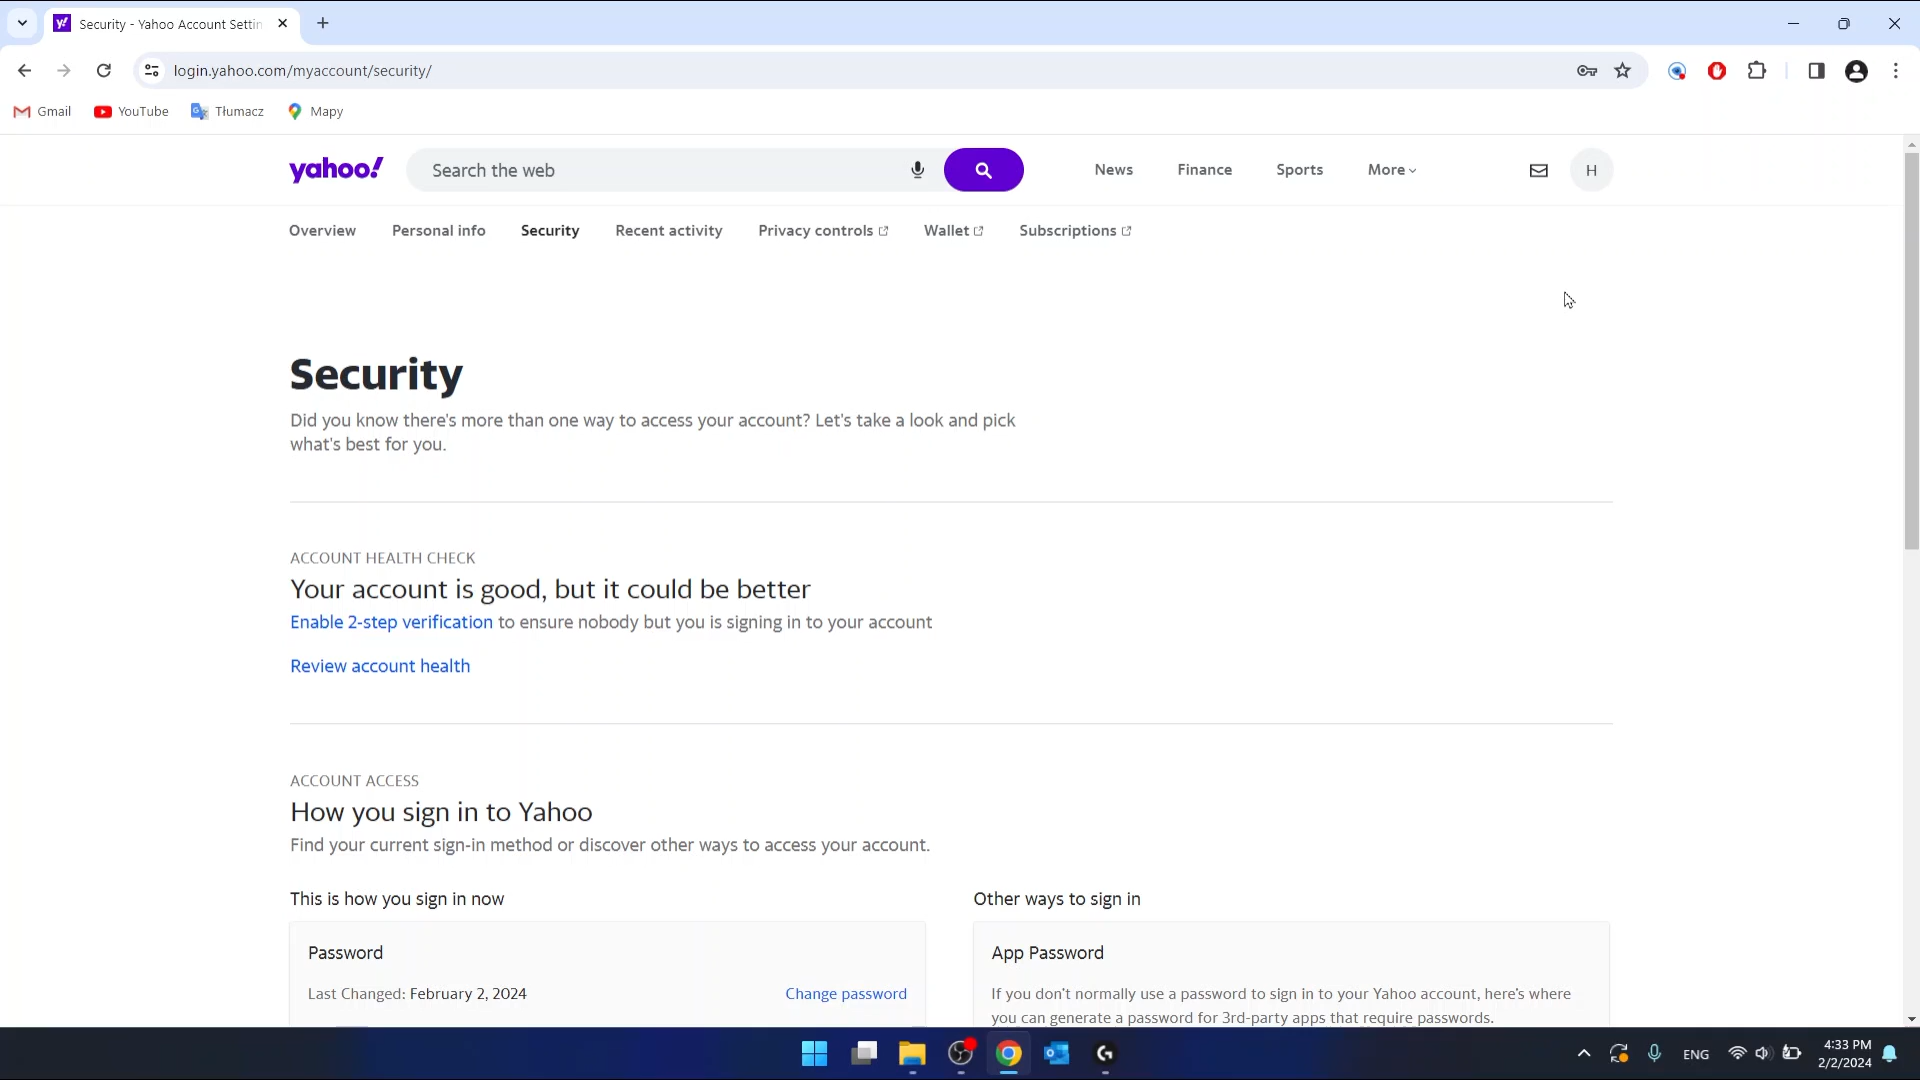 Security - Yahoo Account Settin
login.yahoo.com/myaccount/security/
Gmail YouTube Tłumacz Mapy
yahoo! Search the web News Finance Sports More H
Overview Personal info Security Recent activity Privacy controls Wallet Subscriptions
Security
Did you know there's more than one way to access your account? Let's take a look and pick
what's best for you.
ACCOUNT HEALTH CHECK
Your account is good, but it could be better
Enable 2-step verification to ensure nobody but you is signing in to your account
Review account health
ACCOUNT ACCESS
How you sign in to Yahoo
Find your current sign-in method or discover other ways to access your account.
This is how you sign in now
Password
Last Changed: February 2, 2024 Change password
Other ways to sign in
App Password
If you don't normally use a password to sign in to your Yahoo account, here's where
you can generate a password for 3rd-party apps that require passwords.
ENG
4:33 PM
2/2/2024